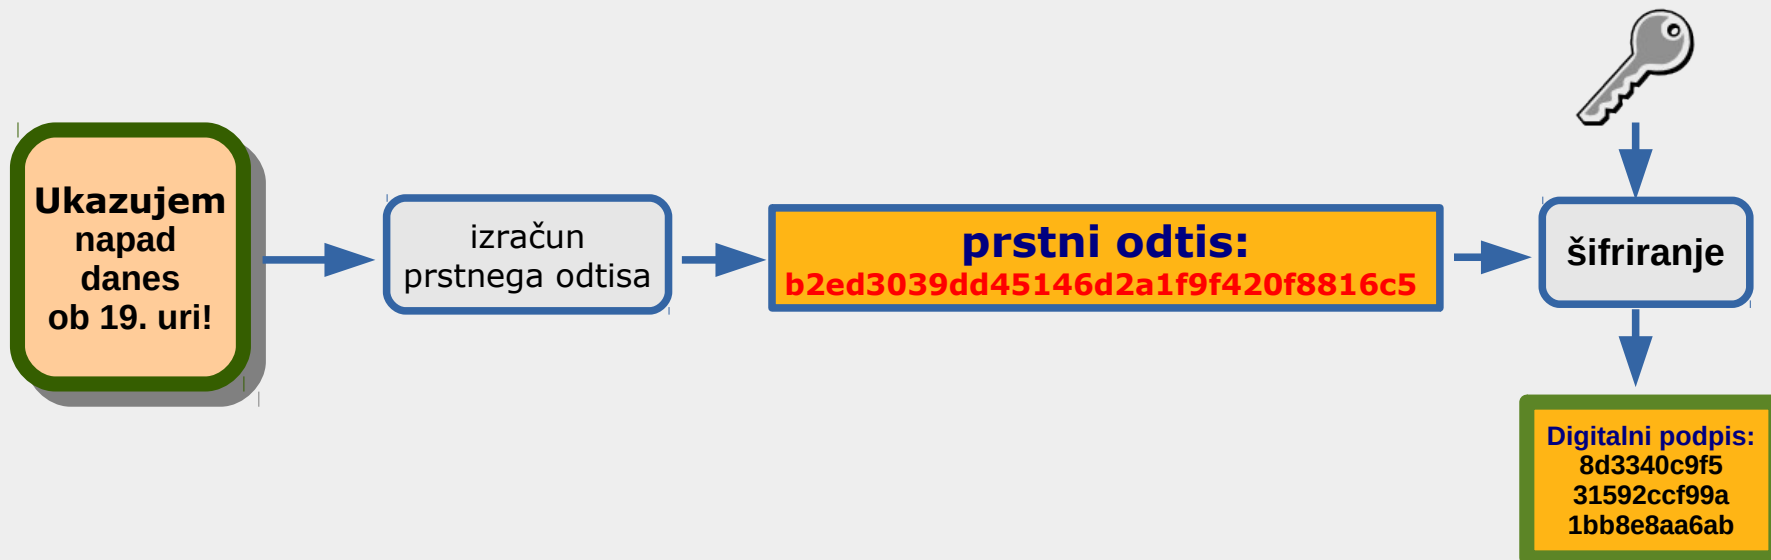 Ukazujem
napad
danes
ob 19. uri!
izračun
prstnega odtisa
prstni odtis:
b2ed3039dd45146d2a1f9f420f8816c5
šifriranje
Digitalni podpis:
8d3340c9f5
31592ccf99a
1bb8e8aa6ab